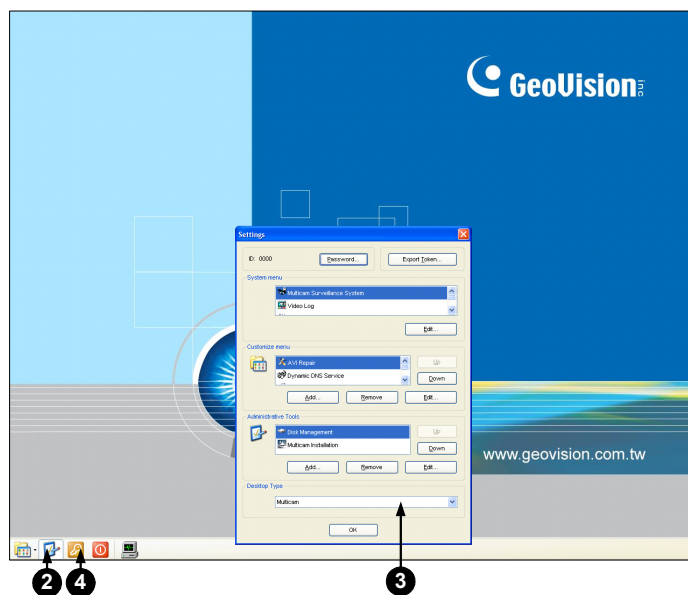 GeoVision inc
Settings
ID: 0000
Password...
Export Token...
System menu
Multicam Surveillance System
Video Log
Edit...
Customize menu
AVI Repair
Up
Dynamic DNS Service
Down
Add...
Remove
Edit...
Administrative Tools
Disk Management
Up
Multicam Installation
Down
Add...
Remove
Edit...
www.geovision.com.tw
Desktop Type
Multicam
OK
2
4
3